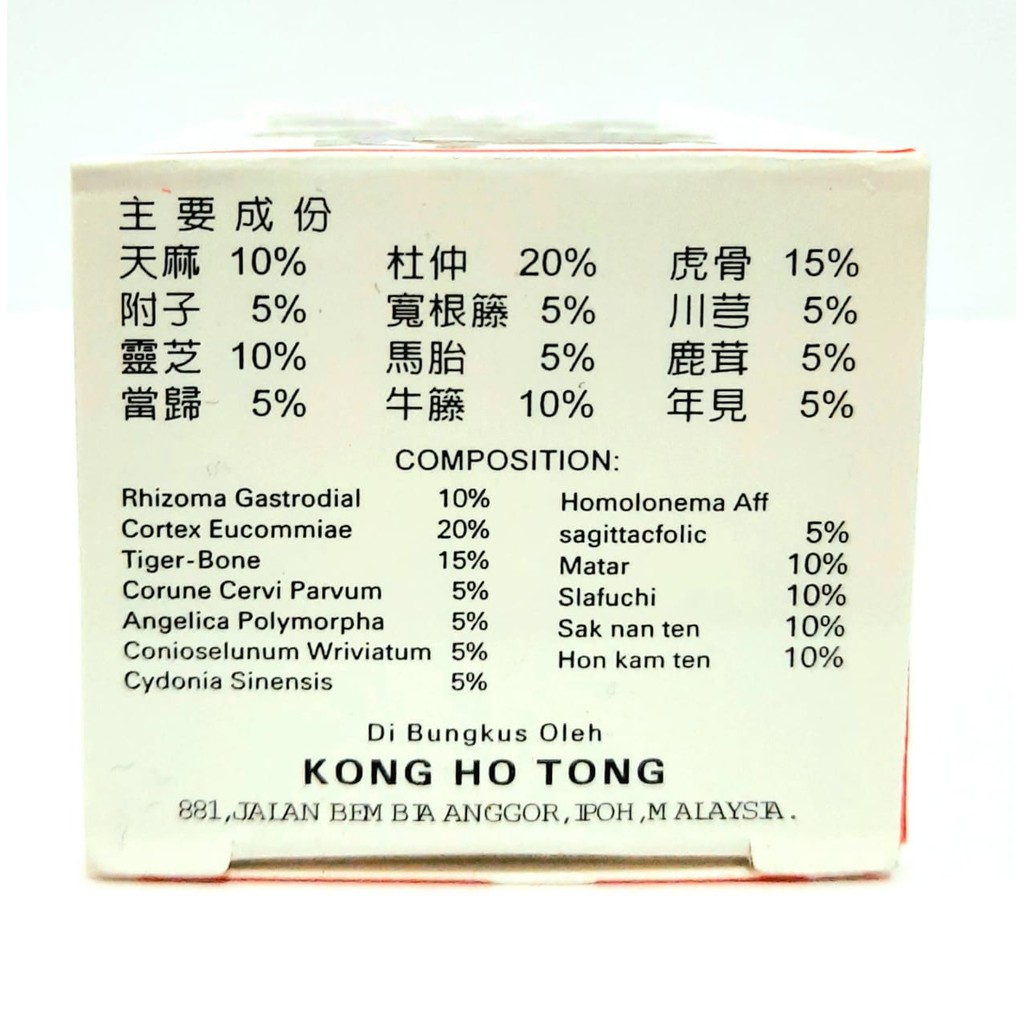 主要成份
天麻 10% 杜仲 20% 虎骨 15%
附子 5% 寬根籐 5% 川芎 5%
靈芝 10% 馬胎 5% 鹿茸 5%
當歸 5% 牛籐 10% 年見 5%
COMPOSITION:
Rhizoma Gastrodial 10%
Cortex Eucommiae 20%
Tiger-Bone 15%
Corune Cervi Parvum 5%
Angelica Polymorpha 5%
Conioselunum Wriviatum 5%
Cydonia Sinensis 5%
Homolonema Aff
sagittacfolic 5%
Matar 10%
Slafuchi 10%
Sak nan ten 10%
Hon kam ten 10%
Di Bungkus Oleh
KONG HO TONG
881,JALAN BEMBIA ANGGOR,IPOH,MALAYSIA.